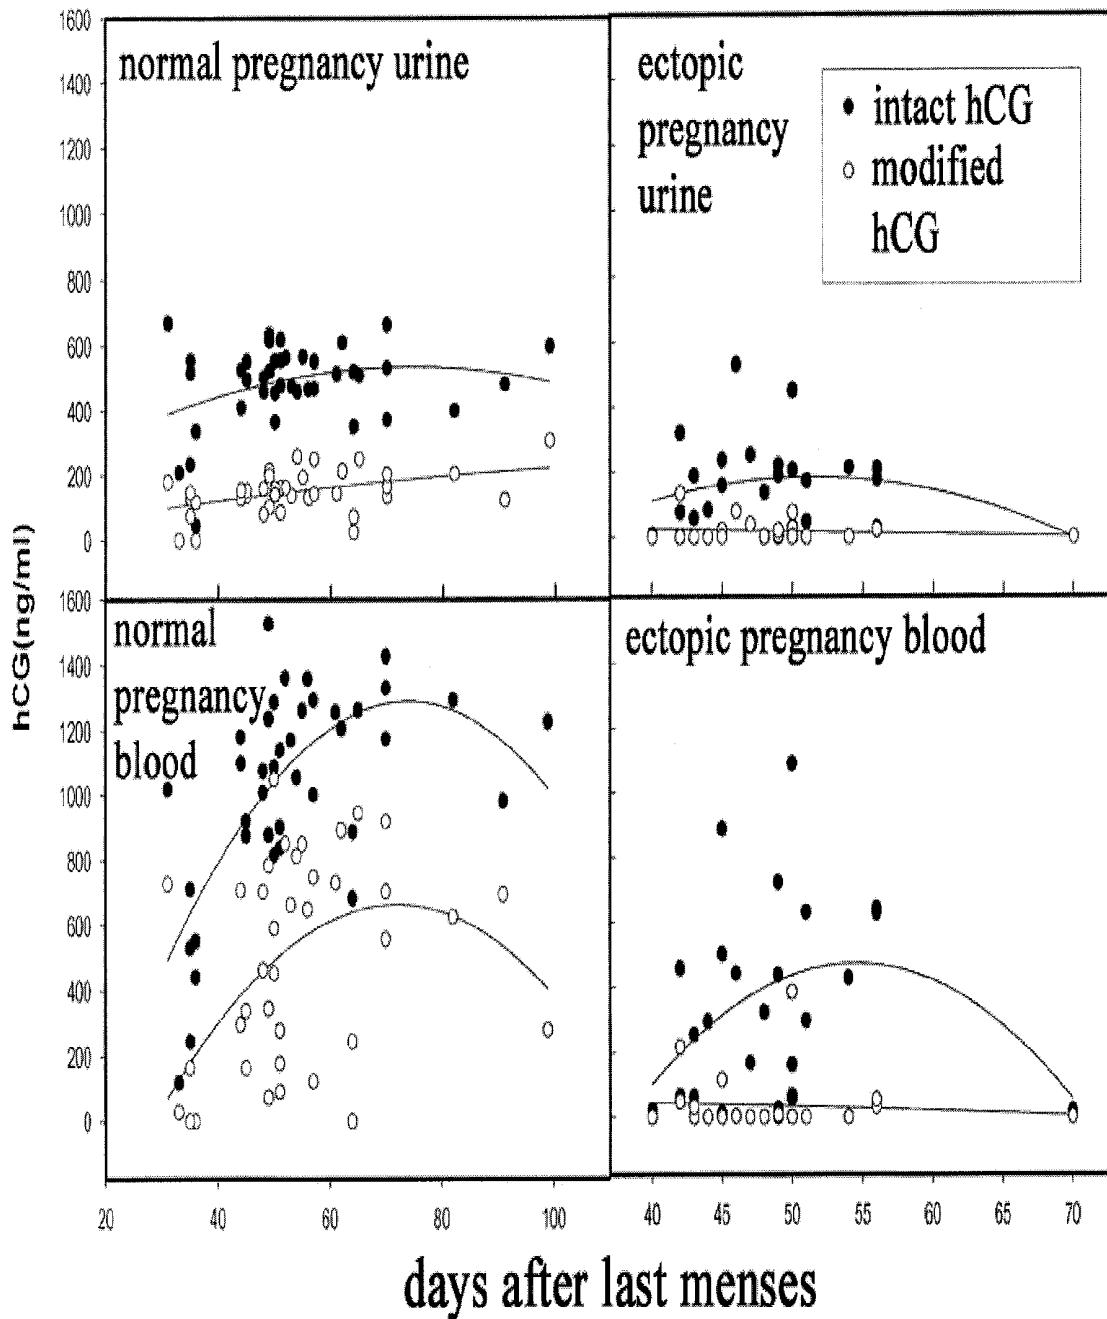 1600
1400
1200
1000
800
600
400
200
0
normal pregnancy urine
ectopic
pregnancy
urine
intact hCG
modified
hCG
hCG(ng/ml)
1600
1400
1200
1000
800
600
400
200
0
normal
pregnancy
blood
ectopic pregnancy blood
20 40 60 80 100
40 45 50 55 60 65 70
days after last menses